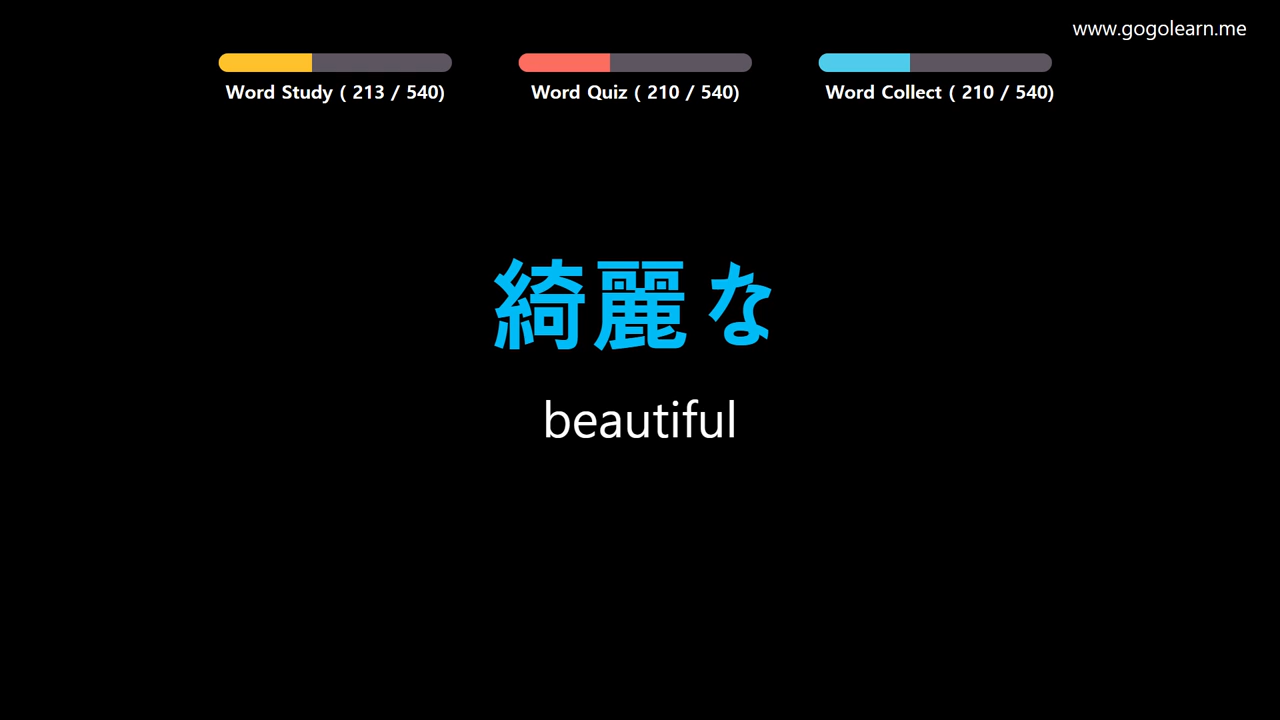 www.gogolearn.me
Word Study ( 213 / 540)
Word Quiz ( 210 / 540)
Word Collect ( 210 / 540)
綺麗な
beautiful